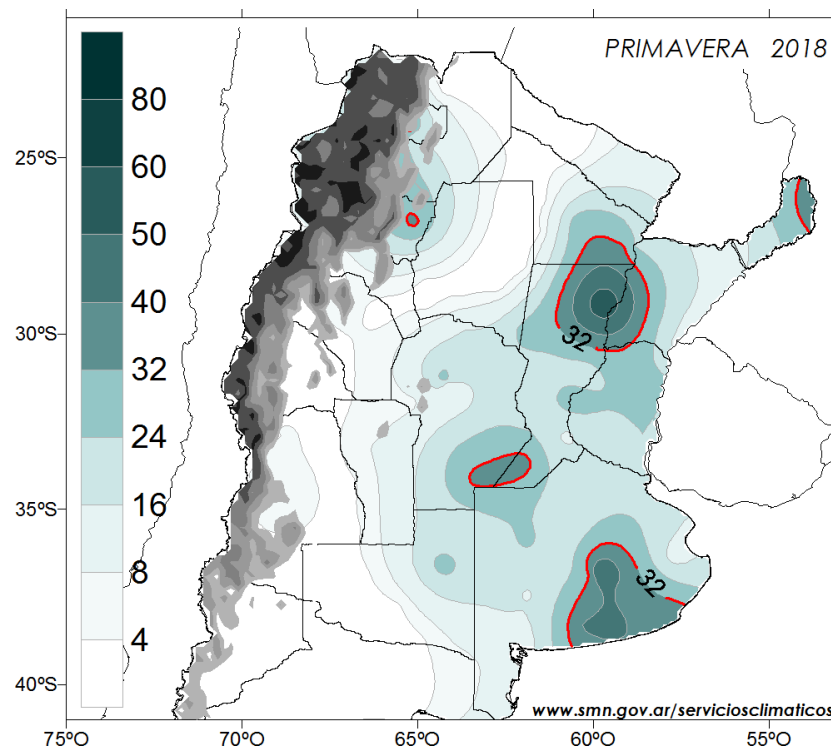 PRIMAVERA 2018
80
60
50
40
32
24
16
8
4
25ºS
30ºS
35ºS
40ºS
32
32
www.smn.gov.ar/serviciosclimaticos
75ºO
70ºO
65ºO
60ºO
55ºO